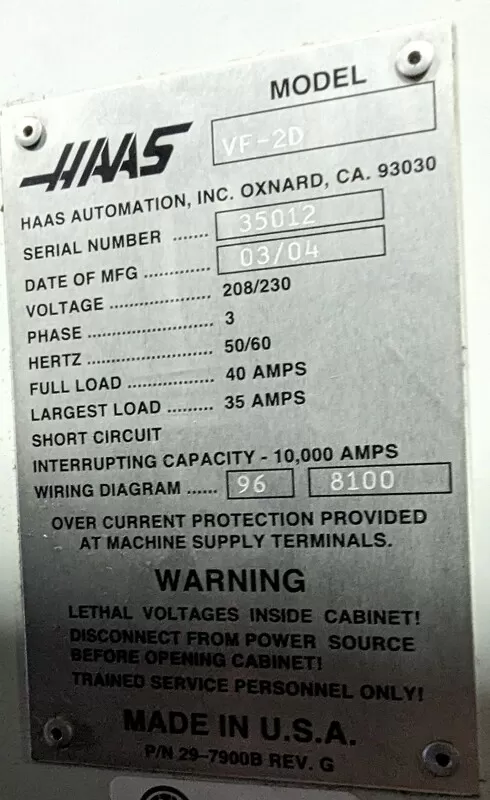 MODEL
HAAS
VF-2D
HAAS AUTOMATION, INC. OXNARD, CA. 93030
SERIAL NUMBER ....... 35012
DATE OF MFG ............. 03/04
VOLTAGE .................... 208/230
PHASE ......................... 3
HERTZ ......................... 50/60
FULL LOAD ................. 40 AMPS
LARGEST LOAD ......... 35 AMPS
SHORT CIRCUIT
INTERRUPTING CAPACITY - 10,000 AMPS
WIRING DIAGRAM ...... 96 8100
OVER CURRENT PROTECTION PROVIDED
AT MACHINE SUPPLY TERMINALS.
WARNING
LETHAL VOLTAGES INSIDE CABINET!
DISCONNECT FROM POWER SOURCE
BEFORE OPENING CABINET!
TRAINED SERVICE PERSONNEL ONLY!
MADE IN U.S.A.
P/N 29-7900B REV. G